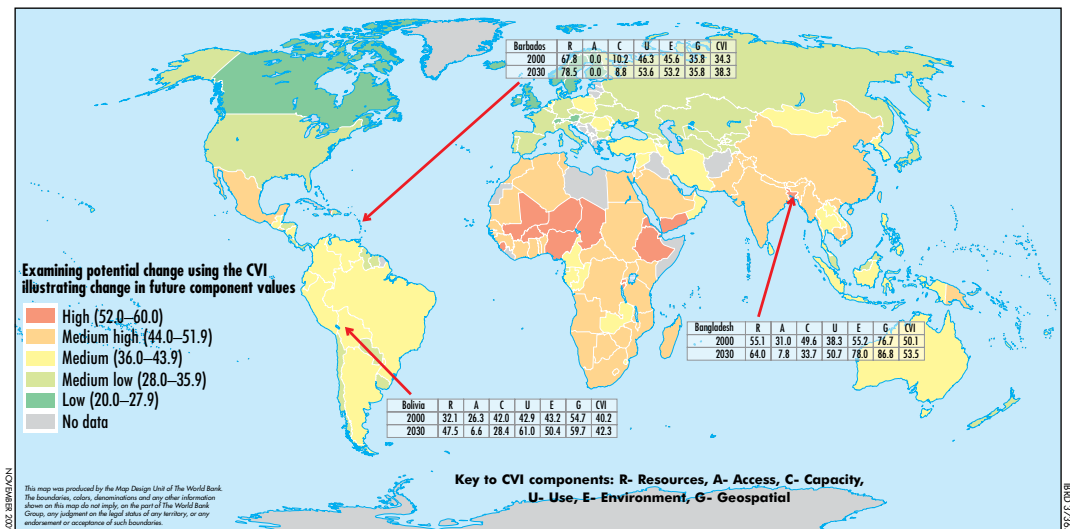 Barbados R A C U E G CVI
2000 67.8 0.0 10.2 46.3 45.6 35.8 34.3
2030 78.5 0.0 8.8 53.6 53.2 35.8 38.3
Examining potential change using the CVI
illustrating change in future component values
High (52.0–60.0)
Medium high (44.0–51.9)
Medium (36.0–43.9)
Medium low (28.0–35.9)
Low (20.0–27.9)
No data
Bangladesh R A C U E G CVI
2000 55.1 31.0 49.6 38.3 55.2 76.7 50.1
2030 64.0 7.8 33.7 50.7 78.0 86.8 53.5
Bolivia R A C U E G CVI
2000 32.1 26.3 42.0 42.9 43.2 54.7 40.2
2030 47.5 6.6 28.4 61.0 50.4 59.7 42.3
Key to CVI components: R- Resources, A- Access, C- Capacity,
U- Use, E- Environment, G- Geospatial
This map was produced by the Map Design Unit of The World Bank.
The boundaries, colors, denominations and any other information
shown on this map do not imply, on the part of The World Bank
Group, any judgment on the legal status of any territory, or any
endorsement or acceptance of such boundaries.
NOVEMBER
IBRD